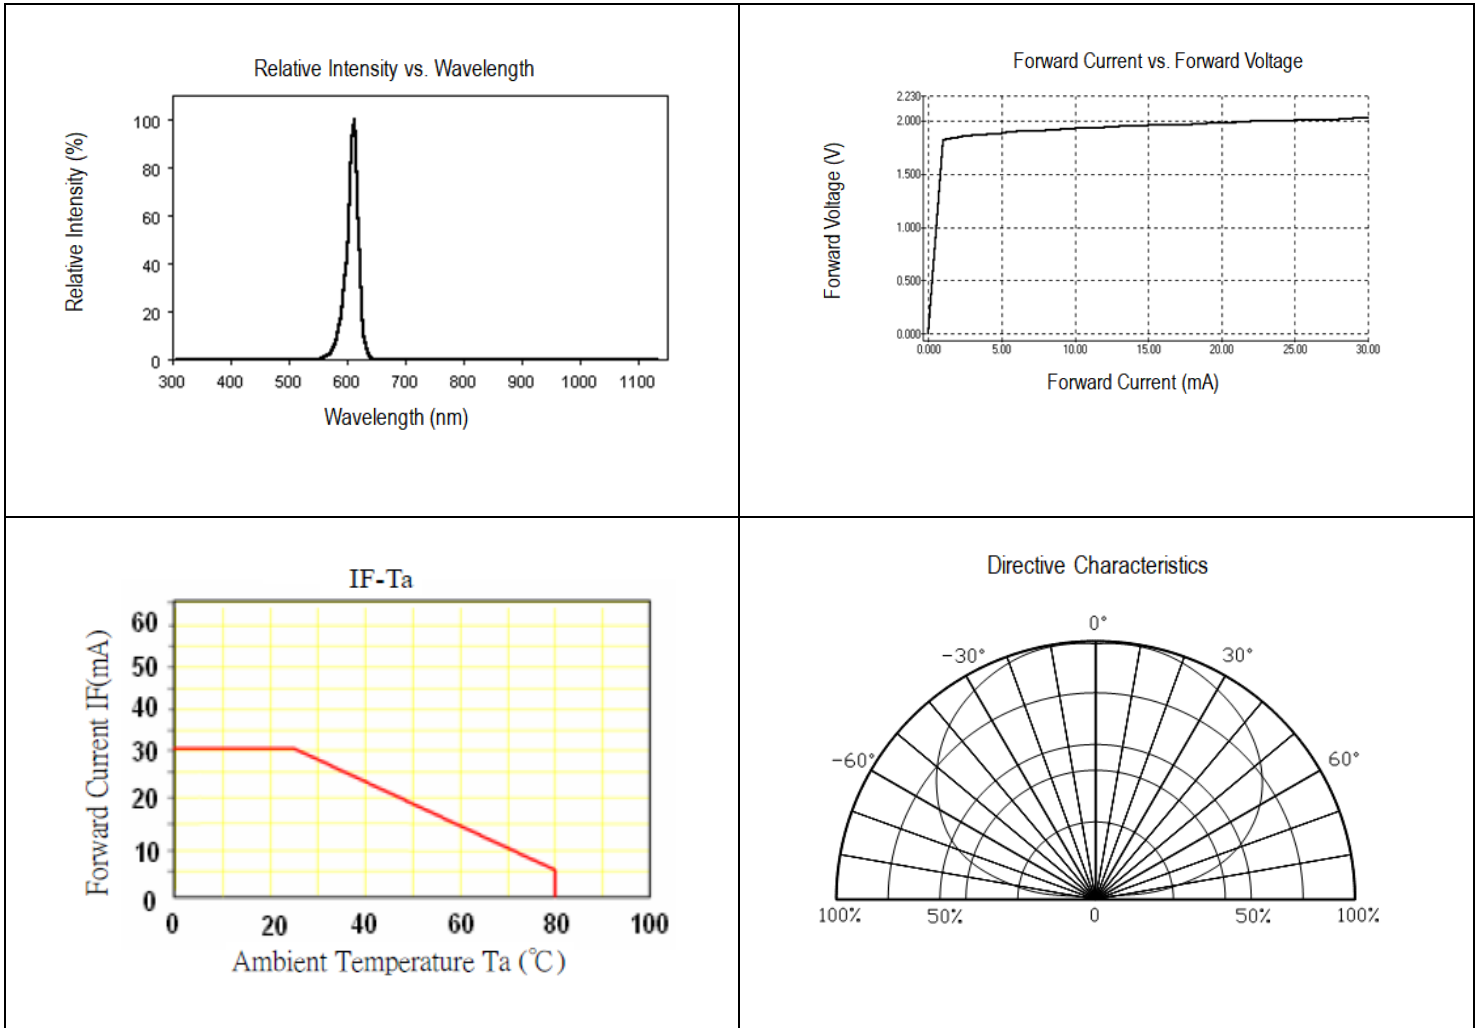 Relative Intensity vs. Wavelength
Relative Intensity (%)
100
80
60
40
20
0
300 400 500 600 700 800 900 1000 1100
Wavelength (nm)
Forward Current vs. Forward Voltage
Forward Voltage (V)
2.230
2.000
1.500
1.000
0.500
0.000
0.000 5.00 10.00 15.00 20.00 25.00 30.00
Forward Current (mA)
IF-Ta
Forward Current IF(mA)
60
50
40
30
20
10
0
0 20 40 60 80 100
Ambient Temperature Ta (℃)
Directive Characteristics
0°
-30° 30°
-60° 60°
100% 50% 0 50% 100%